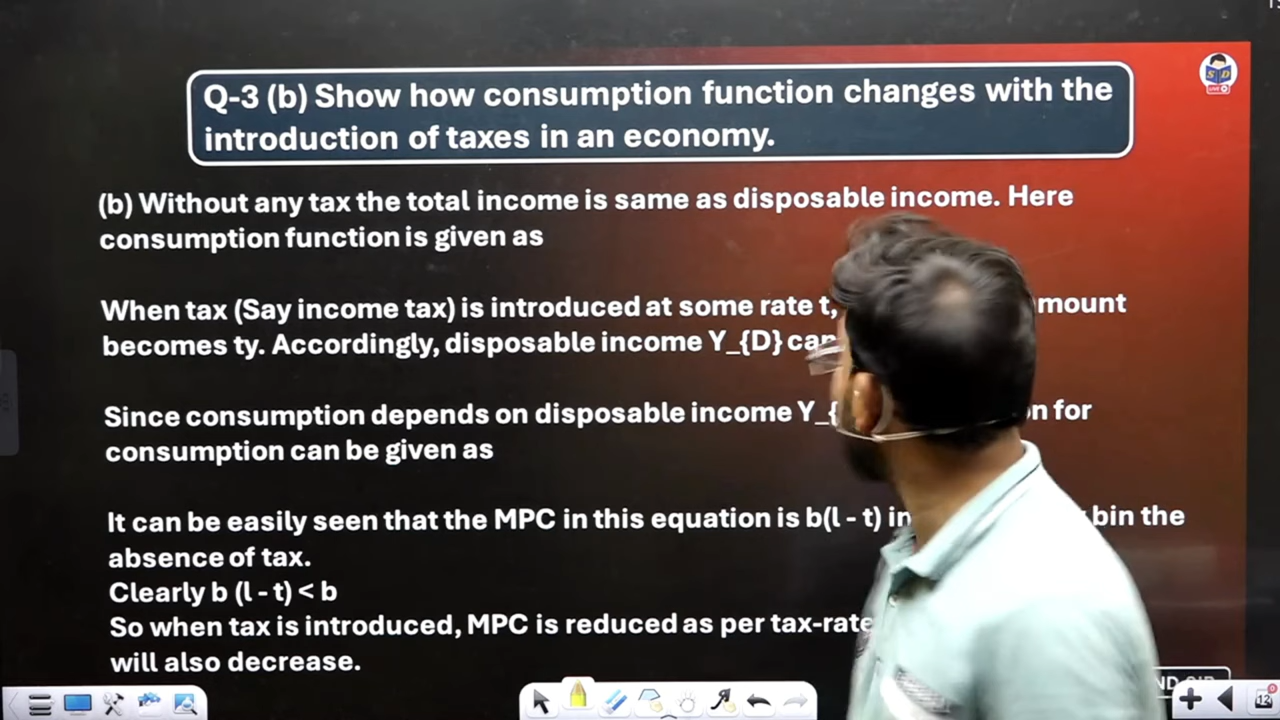 Q-3 (b) Show how consumption function changes with the
introduction of taxes in an economy.
(b) Without any tax the total income is same as disposable income. Here
consumption function is given as
When tax (Say income tax) is introduced at some rate t, mount
becomes ty. Accordingly, disposable income Y_{D} can
Since consumption depends on disposable income Y_{ n for
consumption can be given as
It can be easily seen that the MPC in this equation is b(l - t) in bin the
absence of tax.
Clearly b (l - t) < b
So when tax is introduced, MPC is reduced as per tax-rate
will also decrease.
SD
LIVE
12